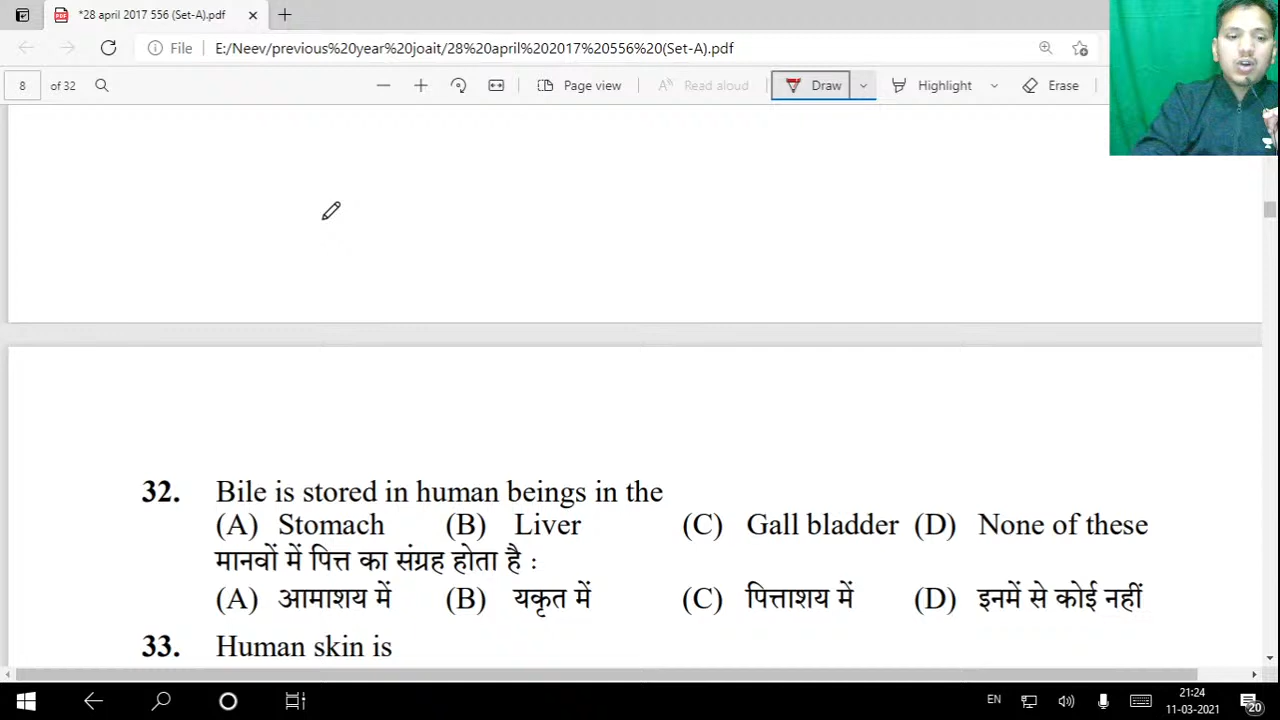 *28 april 2017 556 (Set-A).pdf
File E:/Neev/previous%20year%20joait/28%20april%202017%20556%20(Set-A).pdf
8 of 32 Page view Read aloud Draw Highlight Erase
32. Bile is stored in human beings in the
(A) Stomach (B) Liver (C) Gall bladder (D) None of these
मानवों में पित्त का संग्रह होता है :
(A) आमाशय में (B) यकृत में (C) पित्ताशय में (D) इनमें से कोई नहीं
33. Human skin is
EN 21:24
11-03-2021 20